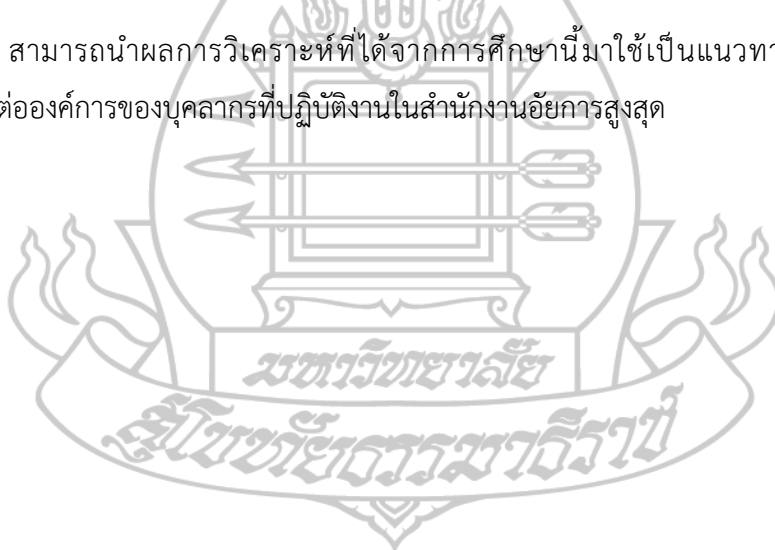 สามารถนำผลการวิเคราะห์ที่ได้จากการศึกษานี้มาใช้เป็นแนวทา
ต่อองค์การของบุคลากรที่ปฏิบัติงานในสำนักงานอัยการสูงสุด
มหาวิทยาลัย
สุโขทัยธรรมาธิราช